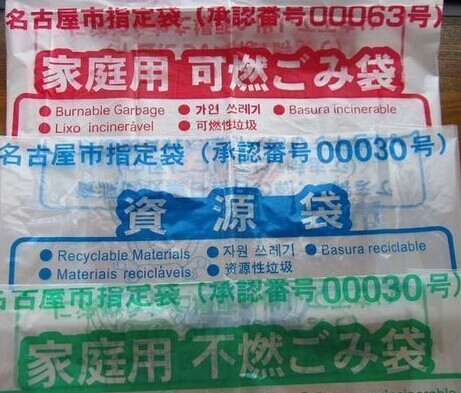 名古屋市指定袋(承認番号00063号)
家庭用 可燃ごみ袋
● Burnable Garbage ● 가연 쓰레기 ● Basura incinerable
● Lixo incinerável ● 可燃性垃圾
名古屋市指定袋(承認番号00030号)
資源袋
● Recyclable Materials ● 자원 쓰레기 ● Basura reciclable
● Materiais recicláveis ● 资源性垃圾
名古屋市指定袋(承認番号00030号)
家庭用 不燃ごみ袋